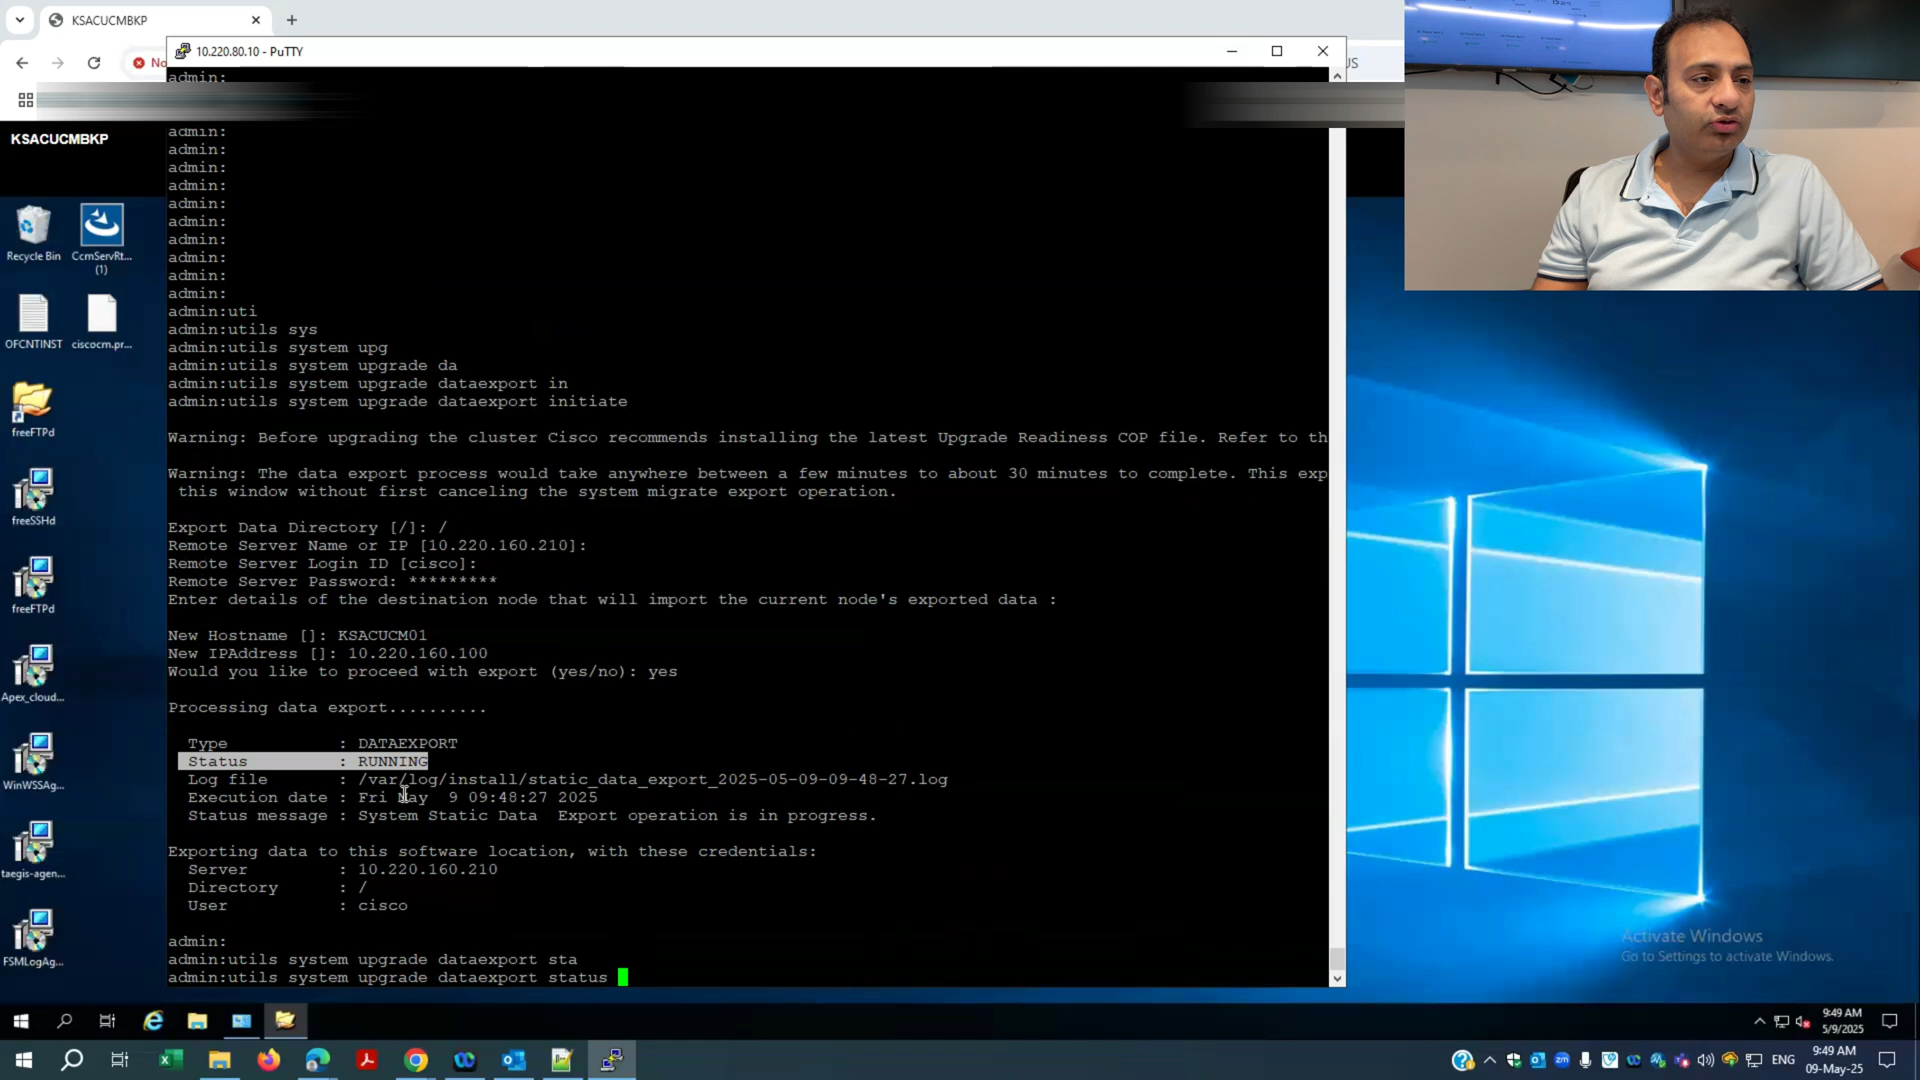 KSACUCMBKP
10.220.80.10 - PuTTY
No
US
KSACUCMBKP
Recycle Bin
CcmServRt...
(1)
OFCNTINST
ciscocm.pr...
freeFTPd
freeSSHd
freeFTPd
Apex_cloud...
WinWSSAg...
taegis-agen...
FSMLogAg...
admin:
admin:
admin:
admin:
admin:
admin:
admin:
admin:
admin:
admin:
admin:
admin:uti
admin:utils sys
admin:utils system upg
admin:utils system upgrade da
admin:utils system upgrade dataexport in
admin:utils system upgrade dataexport initiate
Warning: Before upgrading the cluster Cisco recommends installing the latest Upgrade Readiness COP file. Refer to th
Warning: The data export process would take anywhere between a few minutes to about 30 minutes to complete. This exp
this window without first canceling the system migrate export operation.
Export Data Directory [/]: /
Remote Server Name or IP [10.220.160.210]:
Remote Server Login ID [cisco]:
Remote Server Password: *********
Enter details of the destination node that will import the current node's exported data :
New Hostname []: KSACUCM01
New IPAddress []: 10.220.160.100
Would you like to proceed with export (yes/no): yes
Processing data export..........
Type : DATAEXPORT
Status : RUNNING
Log file : /var/log/install/static_data_export_2025-05-09-09-48-27.log
Execution date : Fri May 9 09:48:27 2025
Status message : System Static Data Export operation is in progress.
Exporting data to this software location, with these credentials:
Server : 10.220.160.210
Directory : /
User : cisco
admin:
admin:utils system upgrade dataexport sta
admin:utils system upgrade dataexport status
Activate Windows
Go to Settings to activate Windows.
9:49 AM
5/9/2025
ENG
9:49 AM
09-May-25